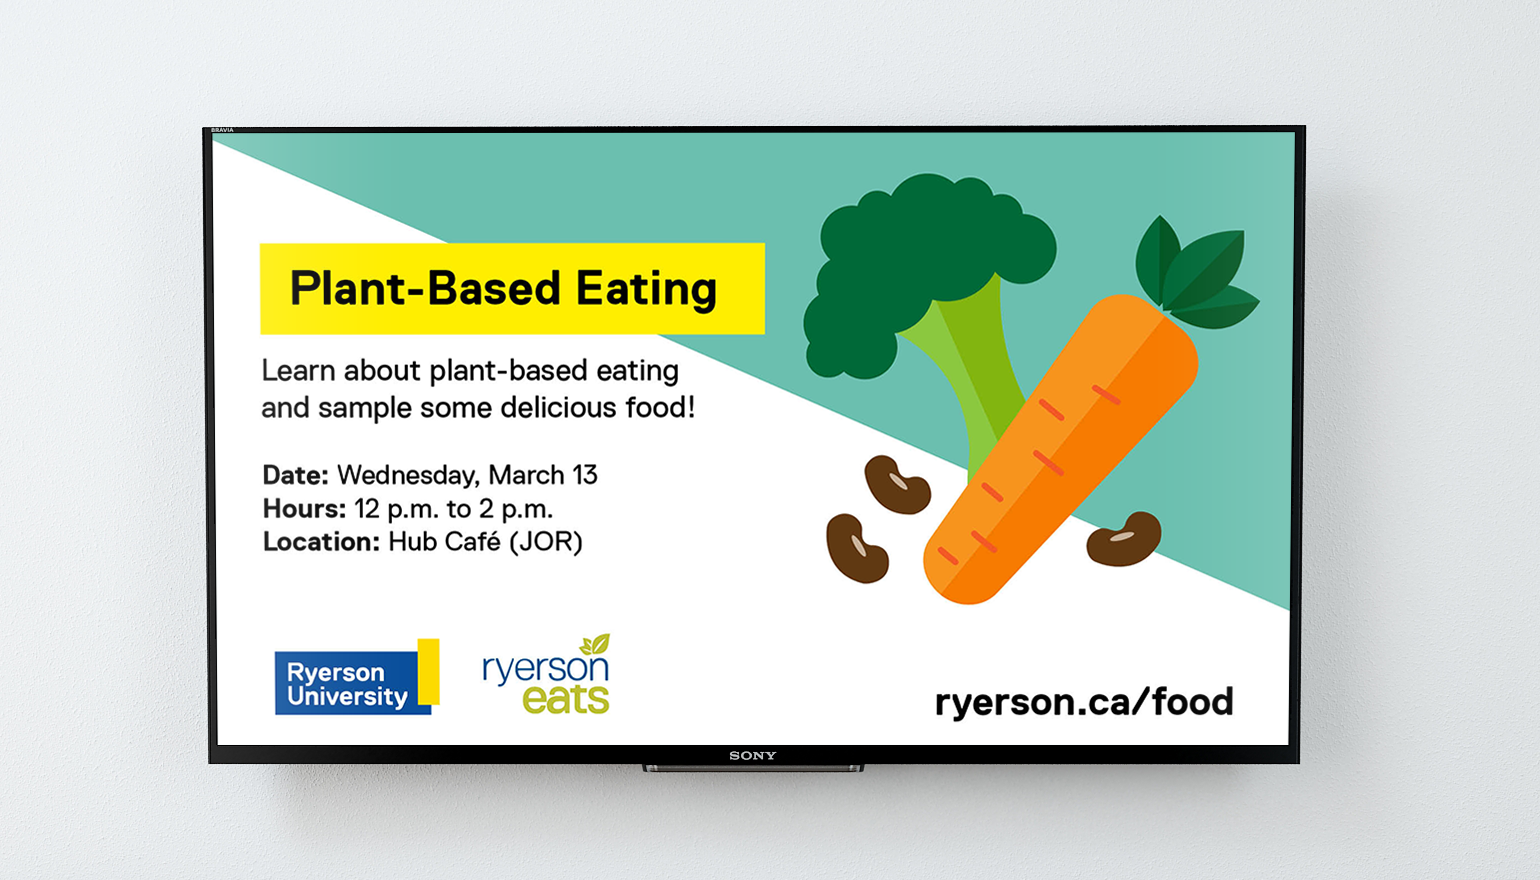 BRAVIA
Plant-Based Eating
Learn about plant-based eating
and sample some delicious food!
Date: Wednesday, March 13
Hours: 12 p.m. to 2 p.m.
Location: Hub Café (JOR)
Ryerson
University
ryerson
eats
ryerson.ca/food
SONY